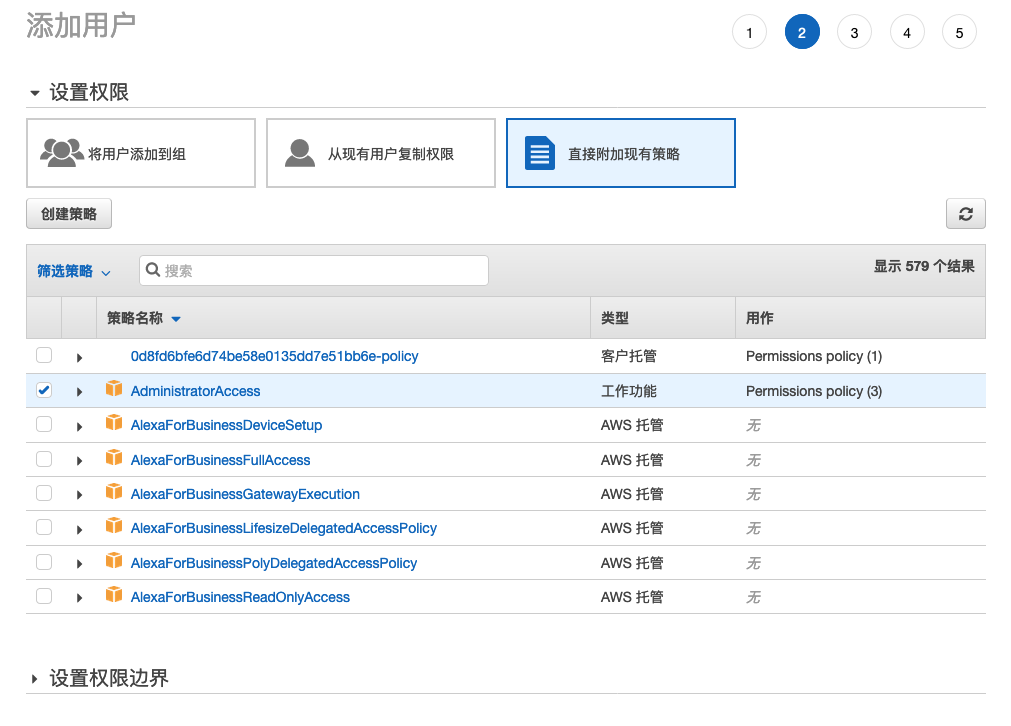 添加用户
1 2 3 4 5
设置权限
将用户添加到组 从现有用户复制权限 直接附加现有策略
创建策略
筛选策略 搜索 显示 579 个结果
策略名称 类型 用作
0d8fd6bfe6d74be58e0135dd7e51bb6e-policy 客户托管 Permissions policy (1)
AdministratorAccess 工作功能 Permissions policy (3)
AlexaForBusinessDeviceSetup AWS 托管 无
AlexaForBusinessFullAccess AWS 托管 无
AlexaForBusinessGatewayExecution AWS 托管 无
AlexaForBusinessLifesizeDelegatedAccessPolicy AWS 托管 无
AlexaForBusinessPolyDelegatedAccessPolicy AWS 托管 无
AlexaForBusinessReadOnlyAccess AWS 托管 无
设置权限边界